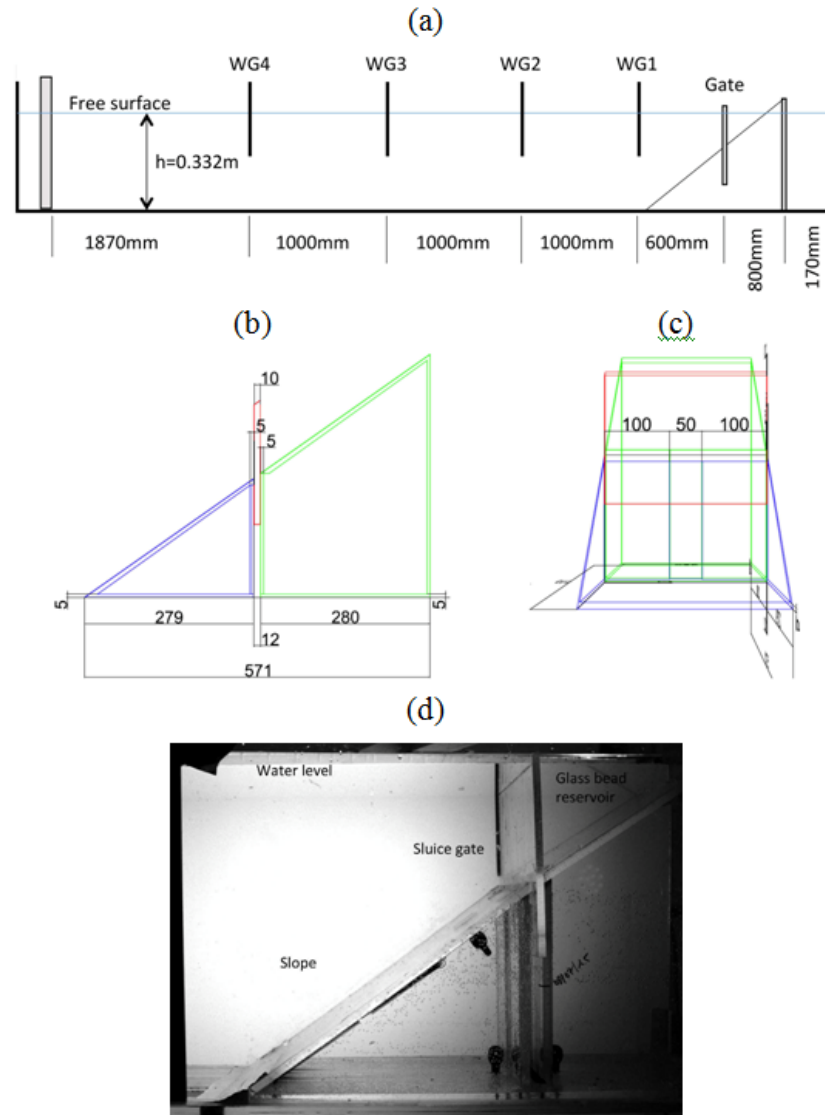 (a)
WG4 WG3 WG2 WG1
Gate
Free surface
h=0.332m
1870mm 1000mm 1000mm 1000mm 600mm 800mm 170mm
(b)
(c)
10
5
5
5
279
280
5
12
571
100 50 100
(d)
Water level
Glass bead
reservoir
Sluice gate
Slope